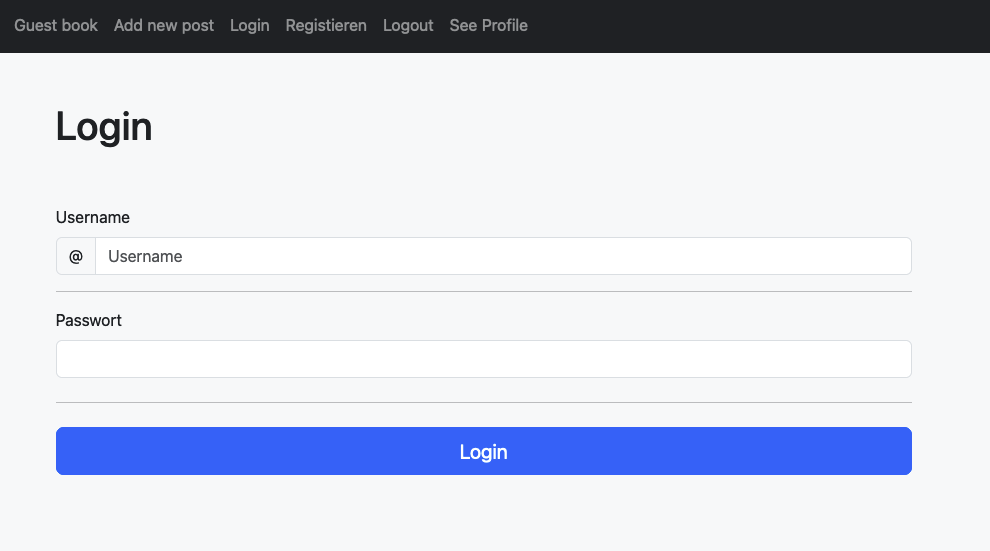 Guest book Add new post Login Registieren Logout See Profile
Login
Username
@ Username
Passwort
Login